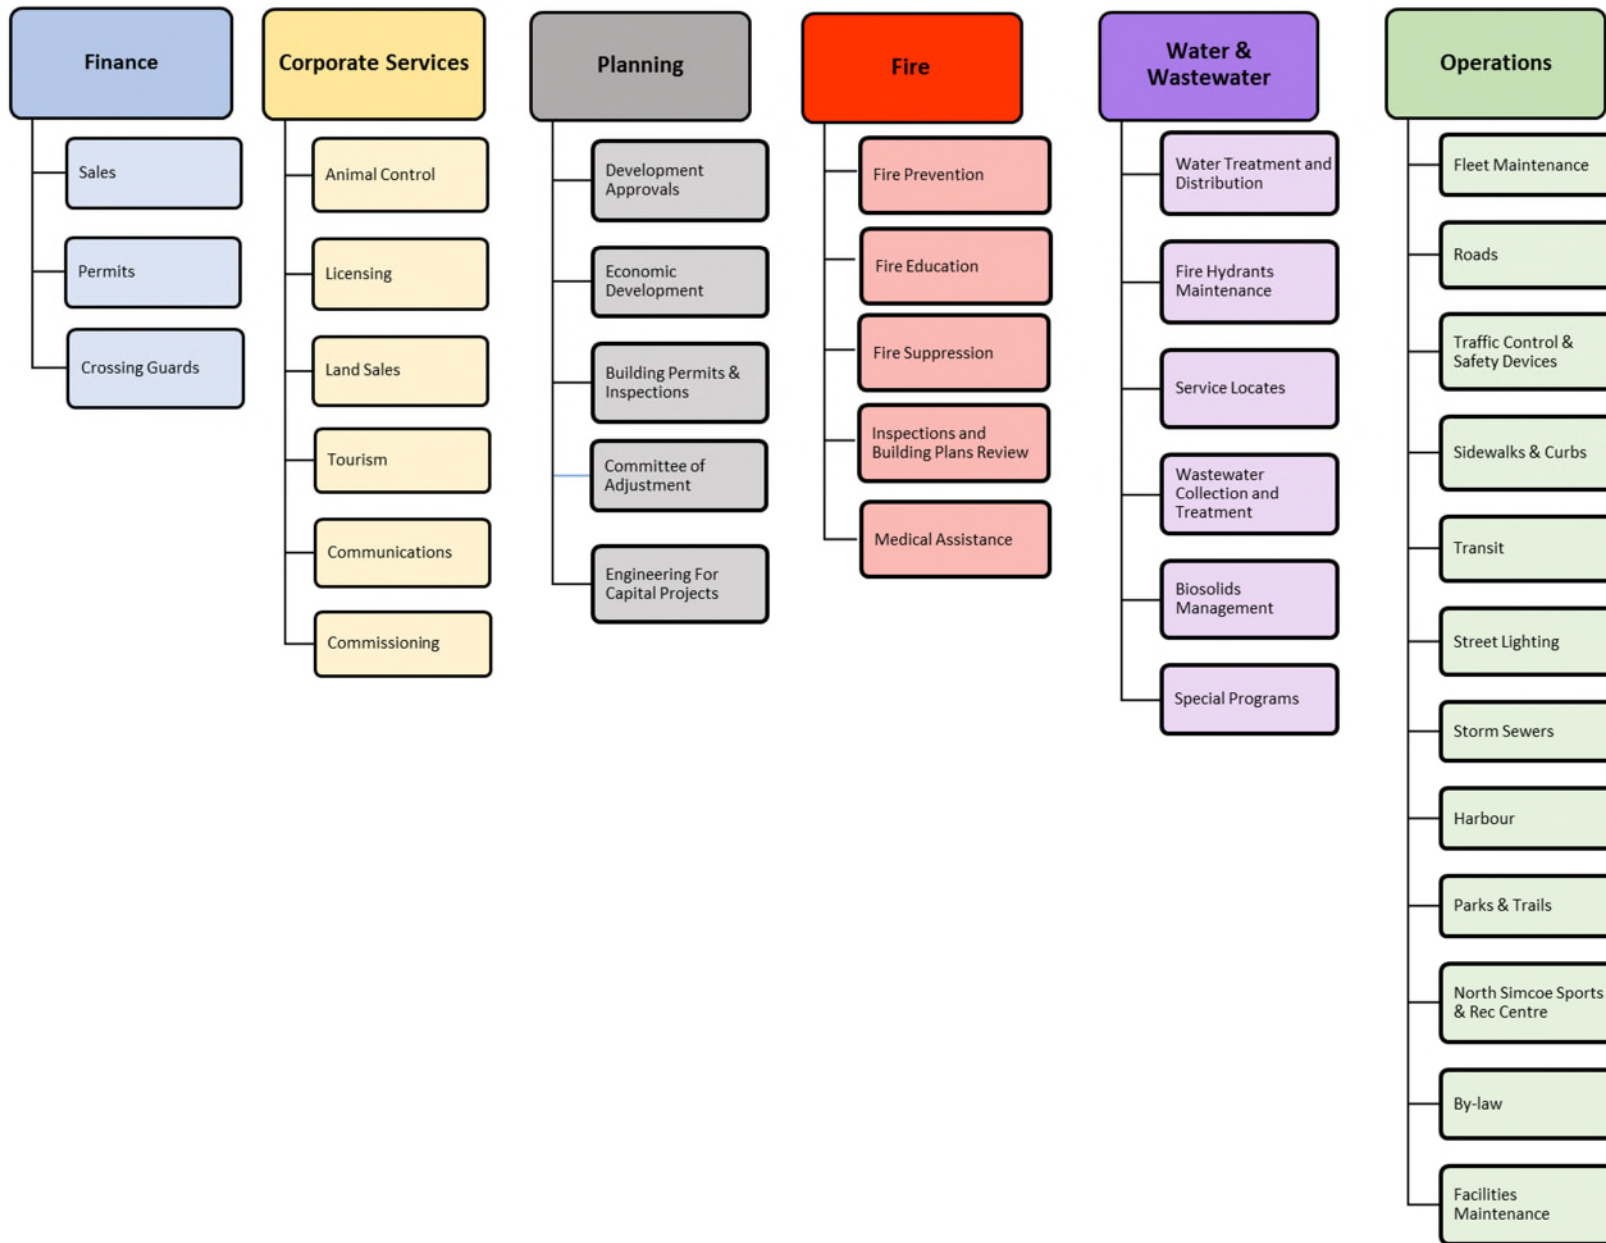 Finance
Sales
Permits
Crossing Guards
Corporate Services
Animal Control
Licensing
Land Sales
Tourism
Communications
Commissioning
Planning
Development
Approvals
Economic
Development
Building Permits &
Inspections
Committee of
Adjustment
Engineering For
Capital Projects
Fire
Fire Prevention
Fire Education
Fire Suppression
Inspections and
Building Plans Review
Medical Assistance
Water &
Wastewater
Water Treatment and
Distribution
Fire Hydrants
Maintenance
Service Locates
Wastewater
Collection and
Treatment
Biosolids
Management
Special Programs
Operations
Fleet Maintenance
Roads
Traffic Control &
Safety Devices
Sidewalks & Curbs
Transit
Street Lighting
Storm Sewers
Harbour
Parks & Trails
North Simcoe Sports
& Rec Centre
By-law
Facilities
Maintenance